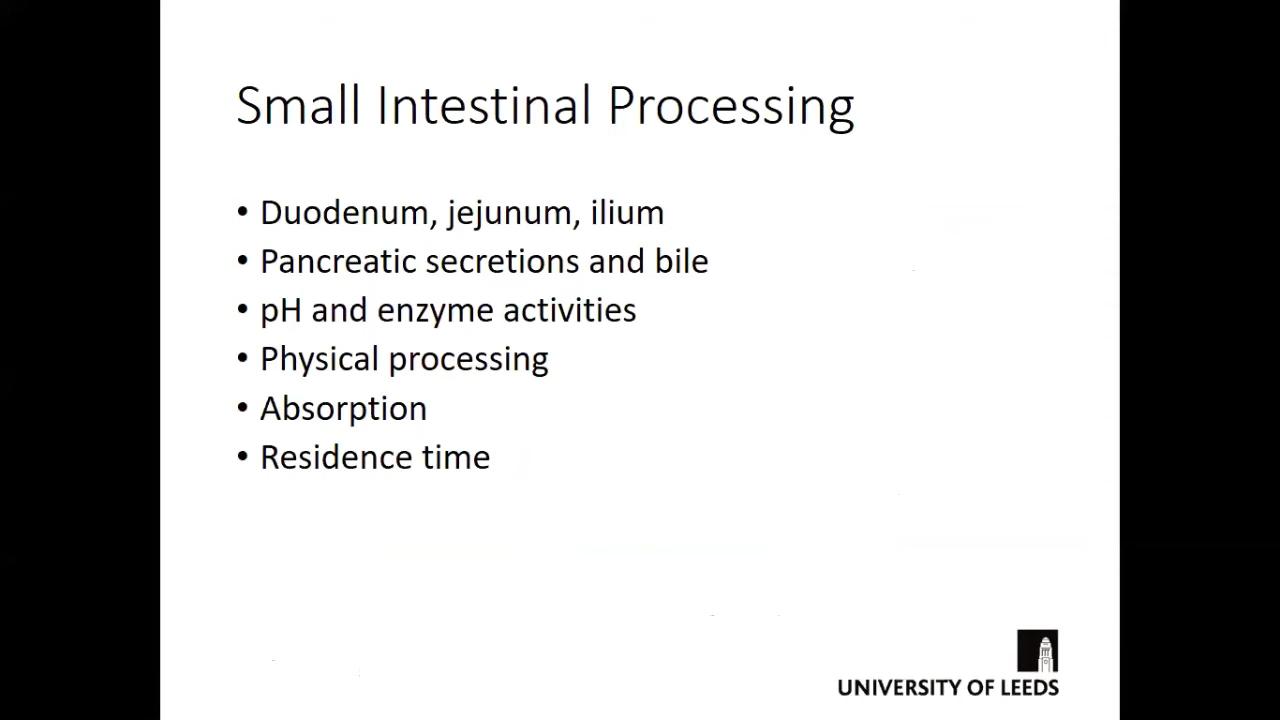 Small Intestinal Processing
• Duodenum, jejunum, ilium
• Pancreatic secretions and bile
• pH and enzyme activities
• Physical processing
• Absorption
• Residence time
UNIVERSITY OF LEEDS